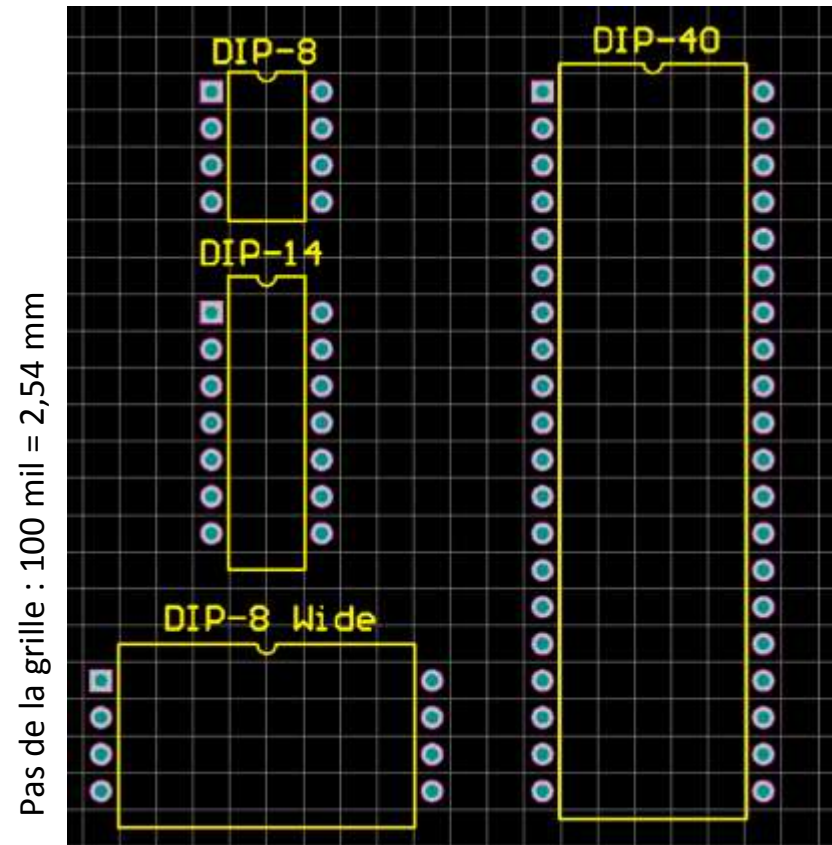 Pas de la grille : 100 mil = 2,54 mm
DIP-8
DIP-40
DIP-14
DIP-8 Wide